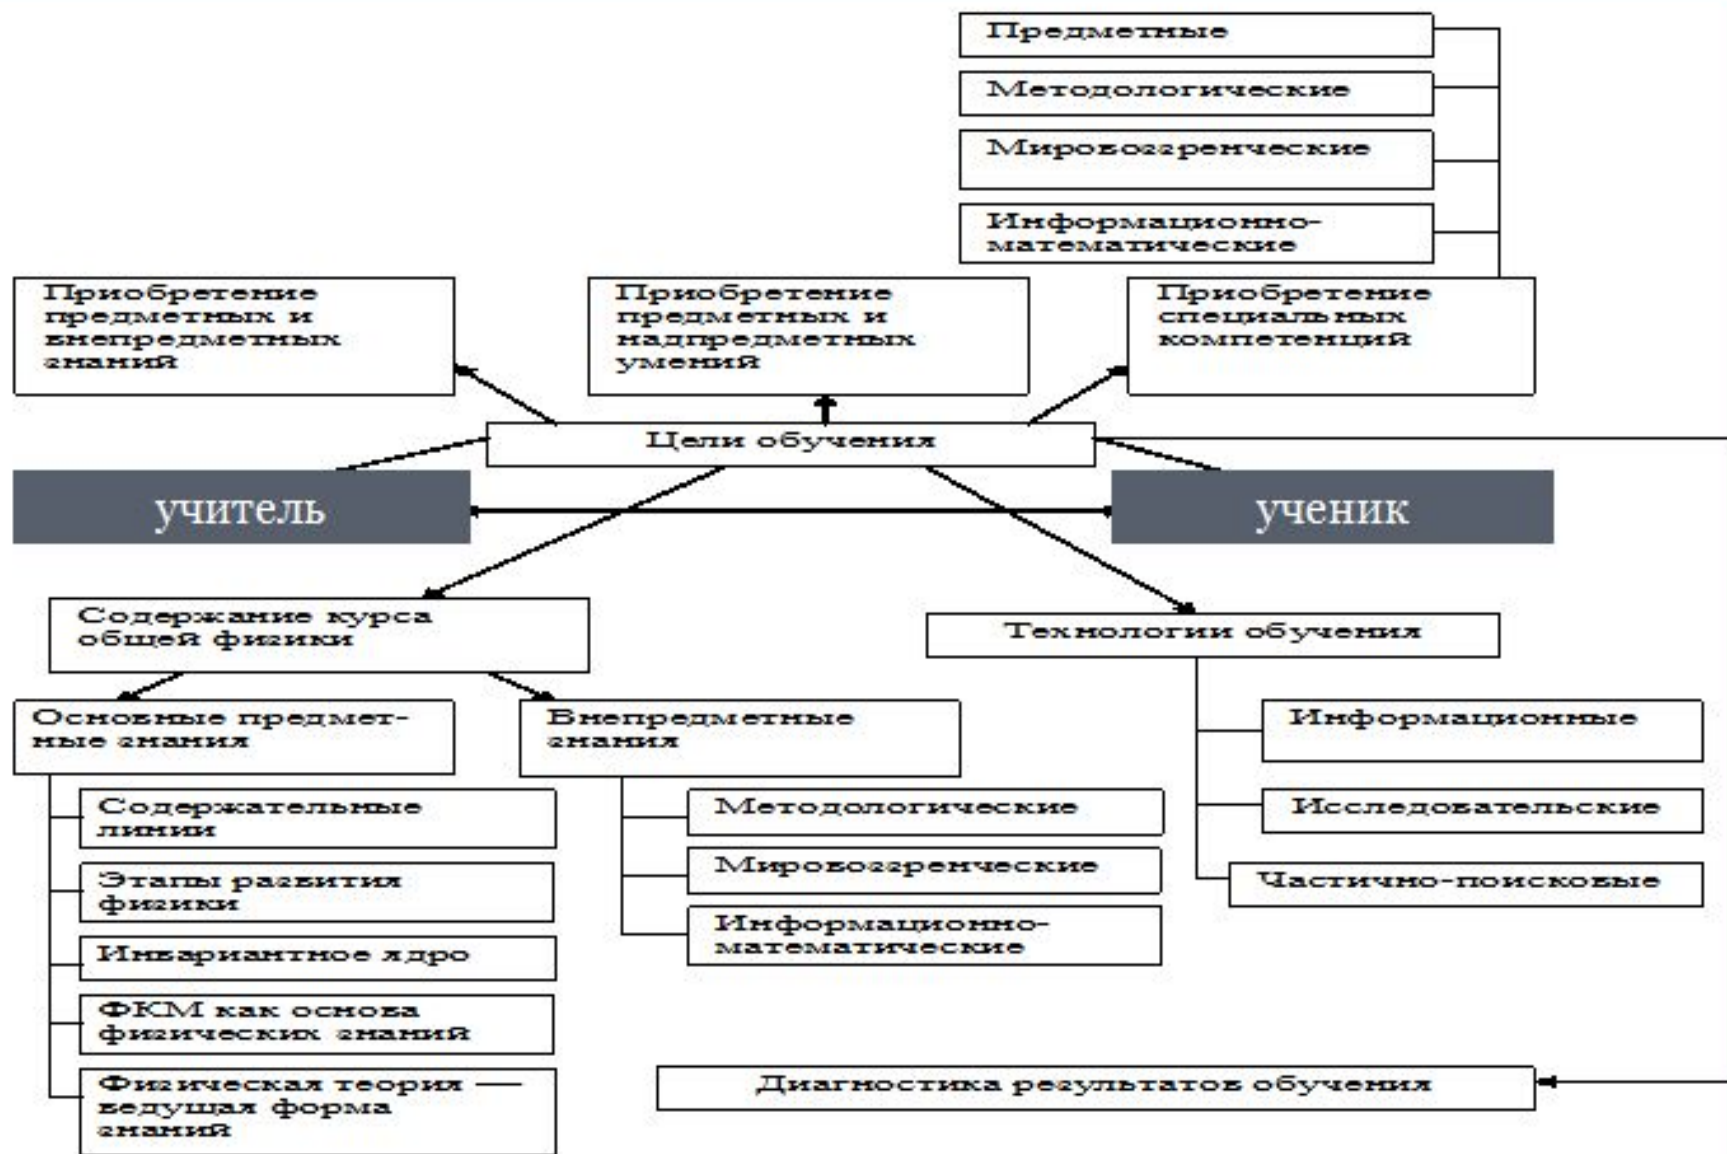 Предметные
Методологические
Мировоззренческие
Информационно-
математические
Приобретение
предметных и
внепредметных
знаний
Приобретение
предметных и
надпредметных
умений
Приобретение
специальных
компетенций
Цели обучения
учитель
ученик
Содержание курса
общей физики
Технологии обучения
Основные предмет-
ные знания
Внепредметные
знания
Информационные
Содержательные
линии
Методологические
Исследовательские
Этапы развития
физики
Мировоззренческие
Частично-поисковые
Инвариантное ядро
Информационно-
математические
ФКМ как основа
физических знаний
Физическая теория —
ведущая форма
знаний
Диагностика результатов обучения